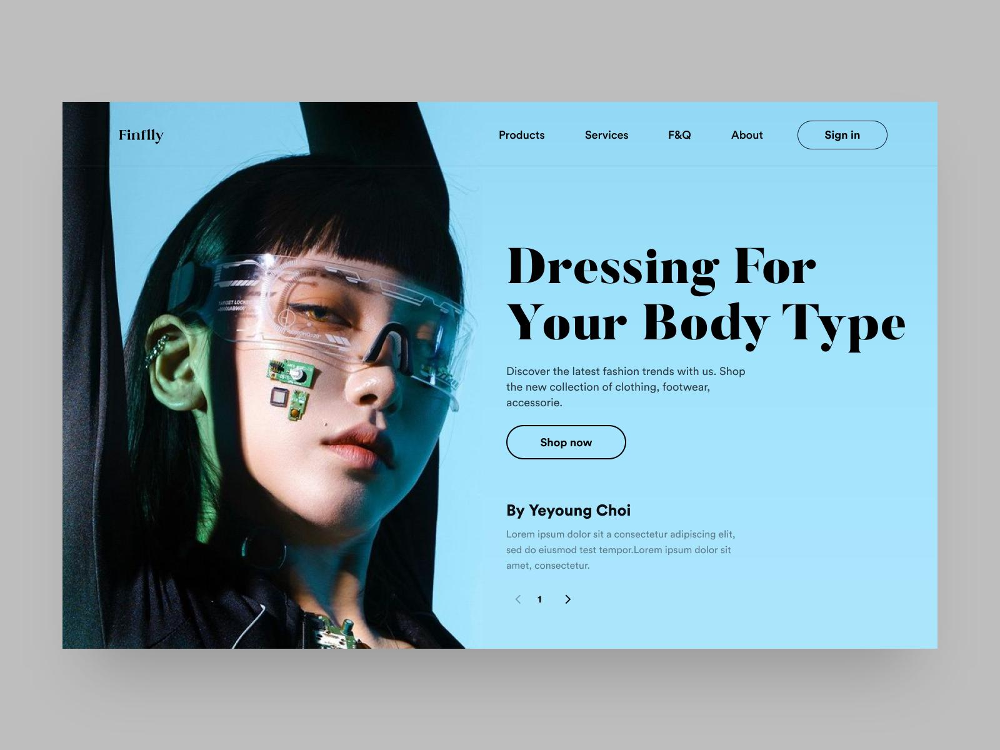 Finflly
Products Services F&Q About Sign in
Dressing For
Your Body Type
Discover the latest fashion trends with us. Shop
the new collection of clothing, footwear,
accessorie.
Shop now
By Yeyoung Choi
Lorem ipsum dolor sit a consectetur adipiscing elit,
sed do eiusmod test tempor.Lorem ipsum dolor sit
amet, consectetur.
1
TARGET LOCKED